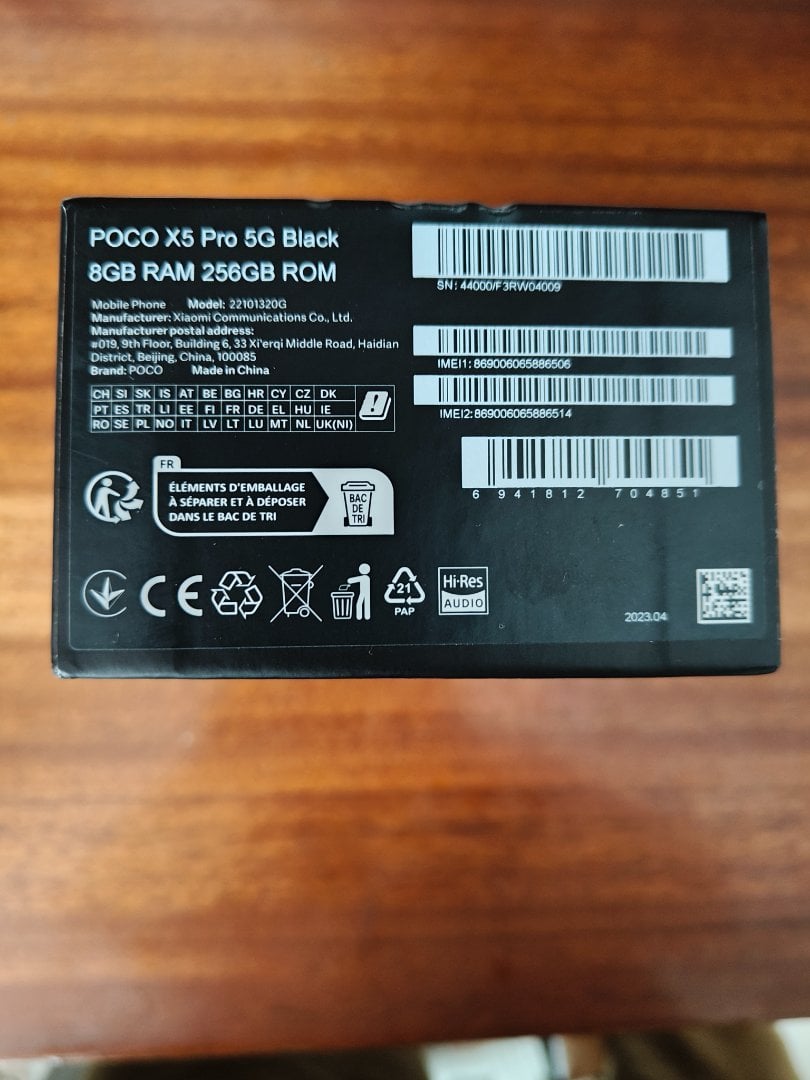 POCO X5 Pro 5G Black
8GB RAM 256GB ROM
Mobile Phone Model: 22101320G
Manufacturer: Xiaomi Communications Co., Ltd.
Manufacturer postal address:
#019, 9th Floor, Building 6, 33 Xi'erqi Middle Road, Haidian
District, Beijing, China, 100085
Brand: POCO Made in China
CH SI SK IS AT BE BG HR CY CZ DK
PT ES TR LI EE FI FR DE EL HU IE
RO SE PL NO IT LV LT LU MT NL UK(NI)
FR
ÉLÉMENTS D'EMBALLAGE
À SÉPARER ET À DÉPOSER
DANS LE BAC DE TRI
BAC
DE
TRI
CE
21
PAP
Hi-Res
AUDIO
SN: 44000/F3RW04009
IMEI1: 869006065886506
IMEI2: 869006065886514
6 941812 704851
2023.04